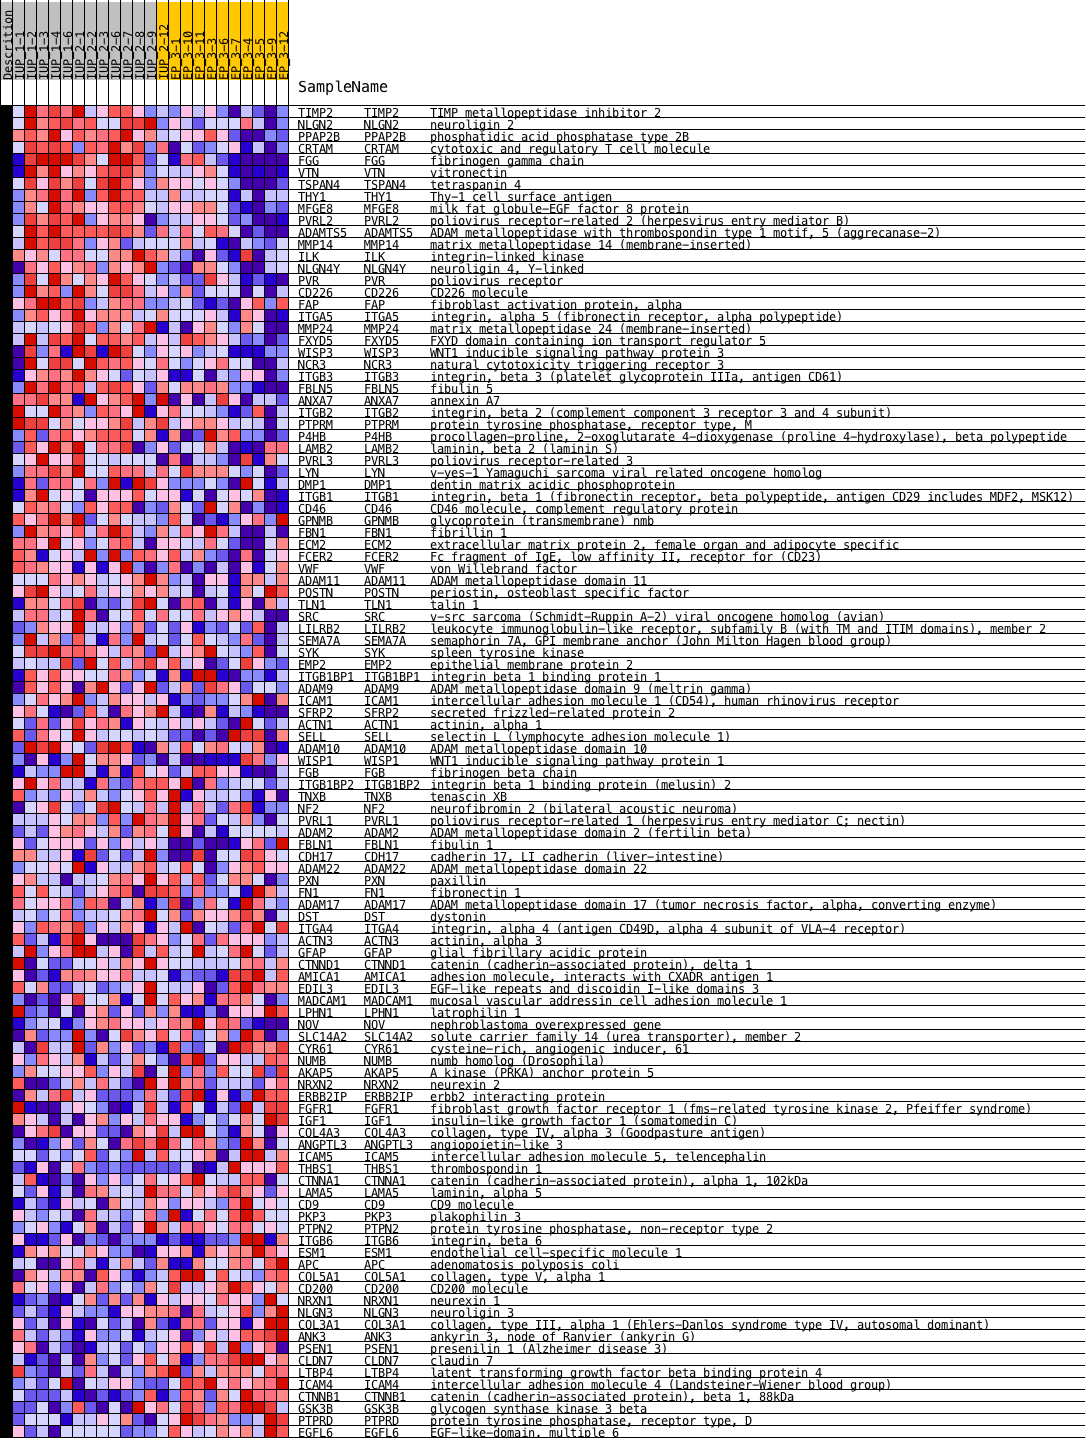 Descrition
IUP_1-1
IUP_1-2
IUP_1-3
IUP_1-4
IUP_1-6
IUP_2-1
IUP_2-2
IUP_2-3
IUP_2-6
IUP_2-7
IUP_2-8
IUP_2-9
IUP_2-12
EP_3-1
EP_3-10
EP_3-11
EP_3-3
EP_3-6
EP_3-7
EP_3-4
EP_3-5
EP_3-9
EP_3-12
SampleName
TIMP2 TIMP2 TIMP metallopeptidase inhibitor 2
NLGN2 NLGN2 neuroligin 2
PPAP2B PPAP2B phosphatidic acid phosphatase type 2B
CRTAM CRTAM cytotoxic and regulatory T cell molecule
FGG FGG fibrinogen gamma chain
VTN VTN vitronectin
TSPAN4 TSPAN4 tetraspanin 4
THY1 THY1 Thy-1 cell surface antigen
MFGE8 MFGE8 milk fat globule-EGF factor 8 protein
PVRL2 PVRL2 poliovirus receptor-related 2 (herpesvirus entry mediator B)
ADAMTS5 ADAMTS5 ADAM metallopeptidase with thrombospondin type 1 motif, 5 (aggrecanase-2)
MMP14 MMP14 matrix metallopeptidase 14 (membrane-inserted)
ILK ILK integrin-linked kinase
NLGN4Y NLGN4Y neuroligin 4, Y-linked
PVR PVR poliovirus receptor
CD226 CD226 CD226 molecule
FAP FAP fibroblast activation protein, alpha
ITGA5 ITGA5 integrin, alpha 5 (fibronectin receptor, alpha polypeptide)
MMP24 MMP24 matrix metallopeptidase 24 (membrane-inserted)
FXYD5 FXYD5 FXYD domain containing ion transport regulator 5
WISP3 WISP3 WNT1 inducible signaling pathway protein 3
NCR3 NCR3 natural cytotoxicity triggering receptor 3
ITGB3 ITGB3 integrin, beta 3 (platelet glycoprotein IIIa, antigen CD61)
FBLN5 FBLN5 fibulin 5
ANXA7 ANXA7 annexin A7
ITGB2 ITGB2 integrin, beta 2 (complement component 3 receptor 3 and 4 subunit)
PTPRM PTPRM protein tyrosine phosphatase, receptor type, M
P4HB P4HB procollagen-proline, 2-oxoglutarate 4-dioxygenase (proline 4-hydroxylase), beta polypeptide
LAMB2 LAMB2 laminin, beta 2 (laminin S)
PVRL3 PVRL3 poliovirus receptor-related 3
LYN LYN v-yes-1 Yamaguchi sarcoma viral related oncogene homolog
DMP1 DMP1 dentin matrix acidic phosphoprotein
ITGB1 ITGB1 integrin, beta 1 (fibronectin receptor, beta polypeptide, antigen CD29 includes MDF2, MSK12)
CD46 CD46 CD46 molecule, complement regulatory protein
GPNMB GPNMB glycoprotein (transmembrane) nmb
FBN1 FBN1 fibrillin 1
ECM2 ECM2 extracellular matrix protein 2, female organ and adipocyte specific
FCER2 FCER2 Fc fragment of IgE, low affinity II, receptor for (CD23)
VWF VWF von Willebrand factor
ADAM11 ADAM11 ADAM metallopeptidase domain 11
POSTN POSTN periostin, osteoblast specific factor
TLN1 TLN1 talin 1
SRC SRC v-src sarcoma (Schmidt-Ruppin A-2) viral oncogene homolog (avian)
LILRB2 LILRB2 leukocyte immunoglobulin-like receptor, subfamily B (with TM and ITIM domains), member 2
SEMA7A SEMA7A semaphorin 7A, GPI membrane anchor (John Milton Hagen blood group)
SYK SYK spleen tyrosine kinase
EMP2 EMP2 epithelial membrane protein 2
ITGB1BP1 ITGB1BP1 integrin beta 1 binding protein 1
ADAM9 ADAM9 ADAM metallopeptidase domain 9 (meltrin gamma)
ICAM1 ICAM1 intercellular adhesion molecule 1 (CD54), human rhinovirus receptor
SFRP2 SFRP2 secreted frizzled-related protein 2
ACTN1 ACTN1 actinin, alpha 1
SELL SELL selectin L (lymphocyte adhesion molecule 1)
ADAM10 ADAM10 ADAM metallopeptidase domain 10
WISP1 WISP1 WNT1 inducible signaling pathway protein 1
FGB FGB fibrinogen beta chain
ITGB1BP2 ITGB1BP2 integrin beta 1 binding protein (melusin) 2
TNXB TNXB tenascin XB
NF2 NF2 neurofibromin 2 (bilateral acoustic neuroma)
PVRL1 PVRL1 poliovirus receptor-related 1 (herpesvirus entry mediator C; nectin)
ADAM2 ADAM2 ADAM metallopeptidase domain 2 (fertilin beta)
FBLN1 FBLN1 fibulin 1
CDH17 CDH17 cadherin 17, LI cadherin (liver-intestine)
ADAM22 ADAM22 ADAM metallopeptidase domain 22
PXN PXN paxillin
FN1 FN1 fibronectin 1
ADAM17 ADAM17 ADAM metallopeptidase domain 17 (tumor necrosis factor, alpha, converting enzyme)
DST DST dystonin
ITGA4 ITGA4 integrin, alpha 4 (antigen CD49D, alpha 4 subunit of VLA-4 receptor)
ACTN3 ACTN3 actinin, alpha 3
GFAP GFAP glial fibrillary acidic protein
CTNND1 CTNND1 catenin (cadherin-associated protein), delta 1
AMICA1 AMICA1 adhesion molecule, interacts with CXADR antigen 1
EDIL3 EDIL3 EGF-like repeats and discoidin I-like domains 3
MADCAM1 MADCAM1 mucosal vascular addressin cell adhesion molecule 1
LPHN1 LPHN1 latrophilin 1
NOV NOV nephroblastoma overexpressed gene
SLC14A2 SLC14A2 solute carrier family 14 (urea transporter), member 2
CYR61 CYR61 cysteine-rich, angiogenic inducer, 61
NUMB NUMB numb homolog (Drosophila)
AKAP5 AKAP5 A kinase (PRKA) anchor protein 5
NRXN2 NRXN2 neurexin 2
ERBB2IP ERBB2IP erbb2 interacting protein
FGFR1 FGFR1 fibroblast growth factor receptor 1 (fms-related tyrosine kinase 2, Pfeiffer syndrome)
IGF1 IGF1 insulin-like growth factor 1 (somatomedin C)
COL4A3 COL4A3 collagen, type IV, alpha 3 (Goodpasture antigen)
ANGPTL3 ANGPTL3 angiopoietin-like 3
ICAM5 ICAM5 intercellular adhesion molecule 5, telencephalin
THBS1 THBS1 thrombospondin 1
CTNNA1 CTNNA1 catenin (cadherin-associated protein), alpha 1, 102kDa
LAMA5 LAMA5 laminin, alpha 5
CD9 CD9 CD9 molecule
PKP3 PKP3 plakophilin 3
PTPN2 PTPN2 protein tyrosine phosphatase, non-receptor type 2
ITGB6 ITGB6 integrin, beta 6
ESM1 ESM1 endothelial cell-specific molecule 1
APC APC adenomatosis polyposis coli
COL5A1 COL5A1 collagen, type V, alpha 1
CD200 CD200 CD200 molecule
NRXN1 NRXN1 neurexin 1
NLGN3 NLGN3 neuroligin 3
COL3A1 COL3A1 collagen, type III, alpha 1 (Ehlers-Danlos syndrome type IV, autosomal dominant)
ANK3 ANK3 ankyrin 3, node of Ranvier (ankyrin G)
PSEN1 PSEN1 presenilin 1 (Alzheimer disease 3)
CLDN7 CLDN7 claudin 7
LTBP4 LTBP4 latent transforming growth factor beta binding protein 4
ICAM4 ICAM4 intercellular adhesion molecule 4 (Landsteiner-Wiener blood group)
CTNNB1 CTNNB1 catenin (cadherin-associated protein), beta 1, 88kDa
GSK3B GSK3B glycogen synthase kinase 3 beta
PTPRD PTPRD protein tyrosine phosphatase, receptor type, D
EGFL6 EGFL6 EGF-like-domain, multiple 6